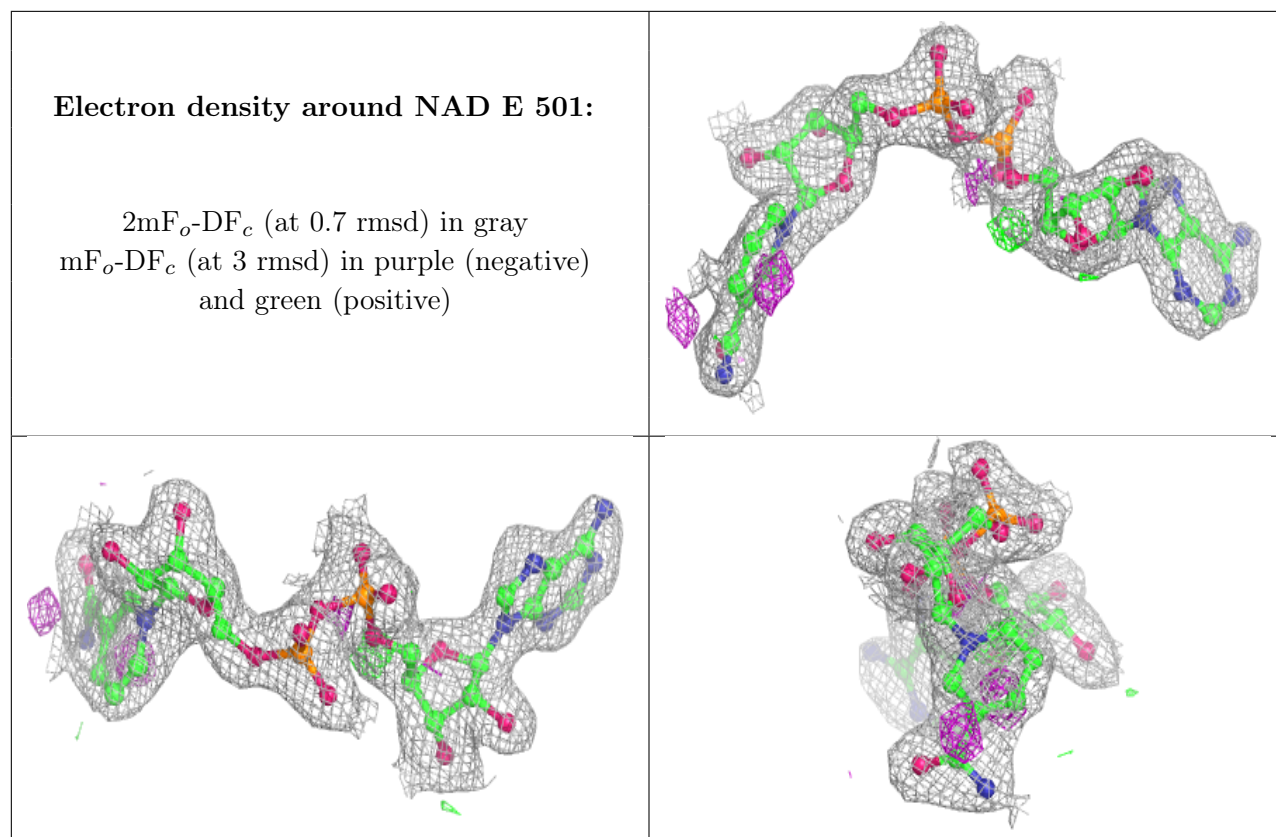 Electron density around NAD E 501:
2mFo-DFc (at 0.7 rmsd) in gray
mFo-DFc (at 3 rmsd) in purple (negative)
and green (positive)